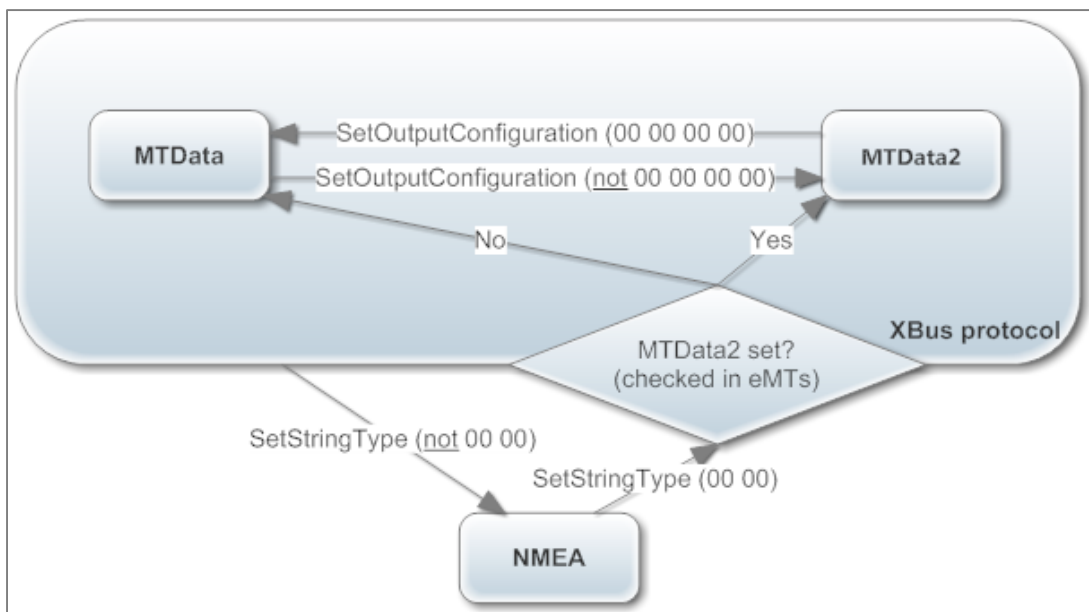 SetOutputConfiguration (00 00 00 00)
MTData
MTData2
SetOutputConfiguration (not 00 00 00 00)
No
Yes
XBus protocol
MTData2 set?
(checked in eMTs)
SetStringType (not 00 00)
SetStringType (00 00)
NMEA